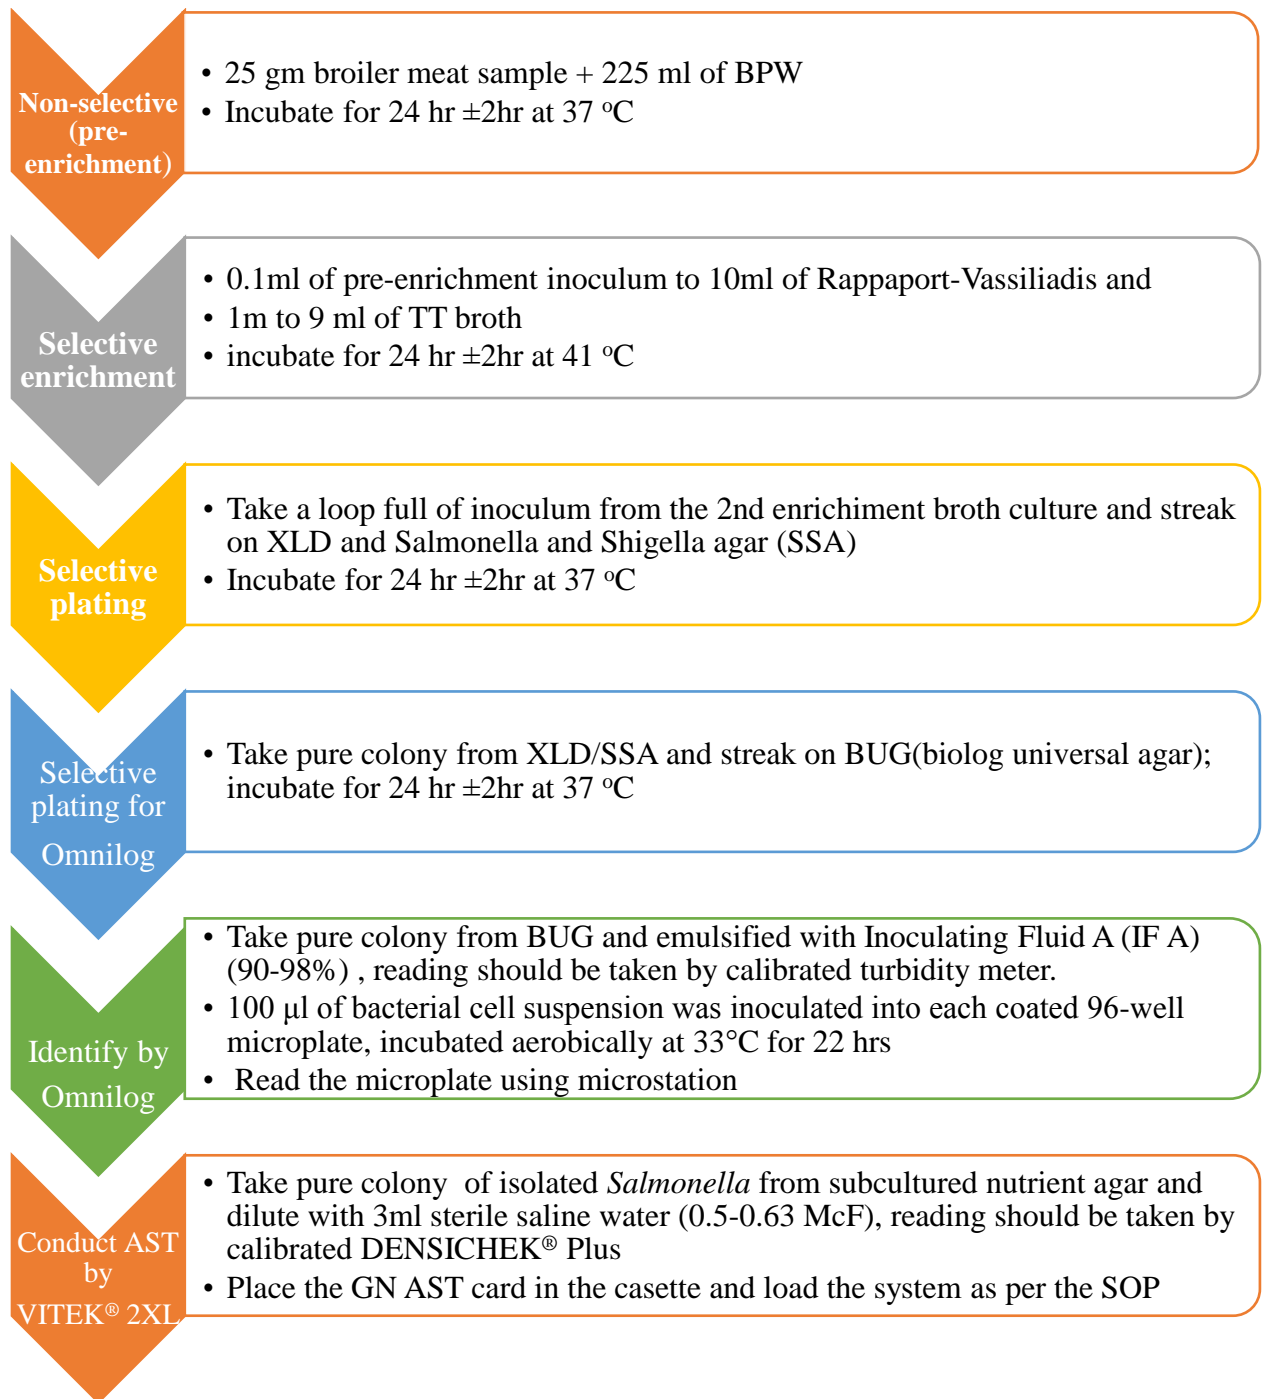 Non-selective
(pre-
enrichment)
• 25 gm broiler meat sample + 225 ml of BPW
• Incubate for 24 hr ±2hr at 37 ºC
Selective
enrichment
• 0.1ml of pre-enrichment inoculum to 10ml of Rappaport-Vassiliadis and
• 1m to 9 ml of TT broth
• incubate for 24 hr ±2hr at 41 ºC
Selective
plating
• Take a loop full of inoculum from the 2nd enrichiment broth culture and streak
on XLD and Salmonella and Shigella agar (SSA)
• Incubate for 24 hr ±2hr at 37 ºC
Selective
plating for
Omnilog
• Take pure colony from XLD/SSA and streak on BUG(biolog universal agar);
incubate for 24 hr ±2hr at 37 ºC
Identify by
Omnilog
• Take pure colony from BUG and emulsified with Inoculating Fluid A (IF A)
(90-98%) , reading should be taken by calibrated turbidity meter.
• 100 µl of bacterial cell suspension was inoculated into each coated 96-well
microplate, incubated aerobically at 33°C for 22 hrs
• Read the microplate using microstation
Conduct AST
by
VITEK® 2XL
• Take pure colony of isolated Salmonella from subcultured nutrient agar and
dilute with 3ml sterile saline water (0.5-0.63 McF), reading should be taken by
calibrated DENSICHEK® Plus
• Place the GN AST card in the casette and load the system as per the SOP